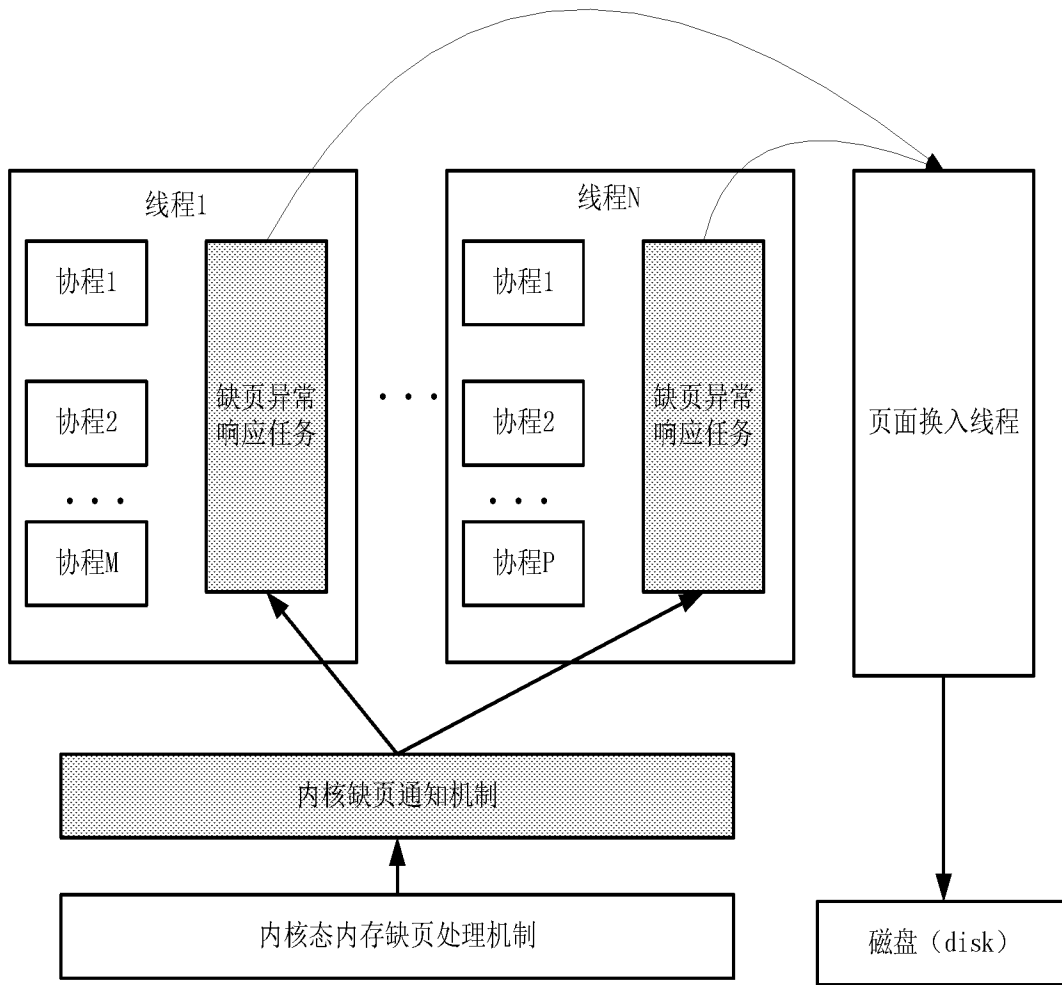 线程1
协程1
协程2
· · ·
协程M
缺页异常
响应任务
· · ·
线程N
协程1
协程2
· · ·
协程P
缺页异常
响应任务
页面换入线程
内核缺页通知机制
内核态内存缺页处理机制
磁盘（disk）